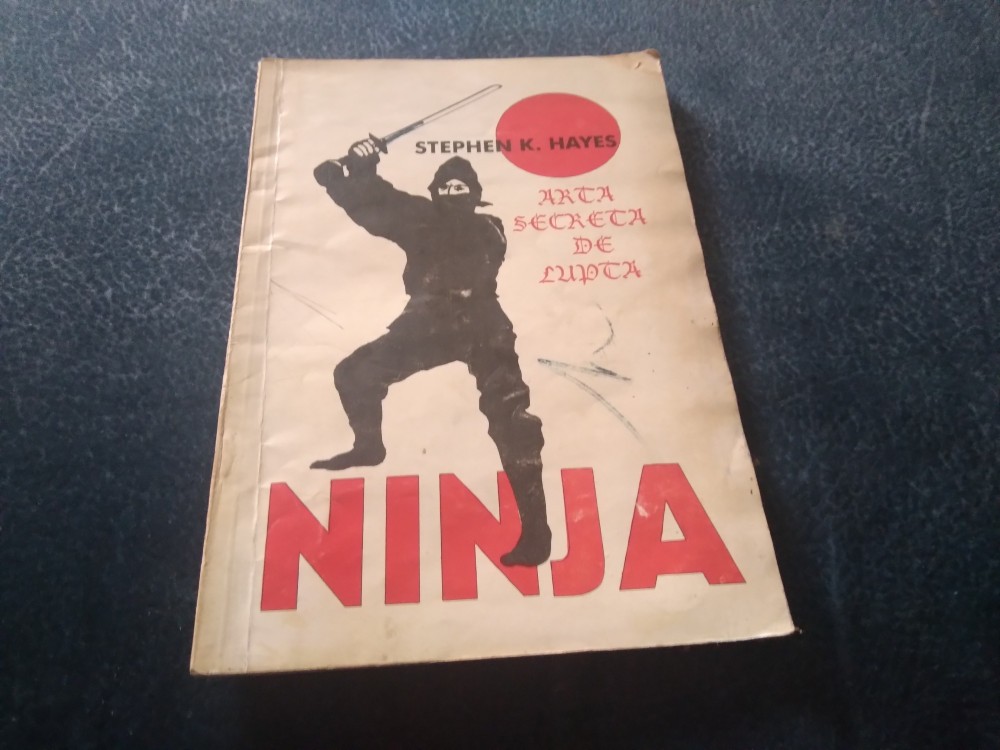 STEPHEN K. HAYES
ARTA
SECRETA
DE
LUPTA
NINJA